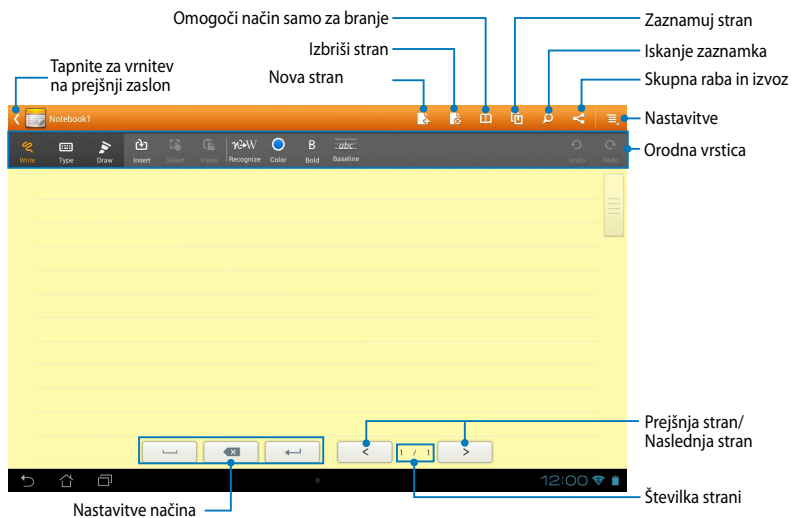 Omogoči način samo za branje
Zaznamuj stran
Izbriši stran
Iskanje zaznamka
Tapnite za vrnitev
na prejšnji zaslon
Nova stran
Skupna raba in izvoz
Notebook1
Nastavitve
Write Type Draw Insert Select Paste n→W Recognize Color B Bold abc Baseline Undo Redo
Orodna vrstica
Prejšnja stran/
Naslednja stran
< 1 / 1 >
12:00
Številka strani
Nastavitve načina